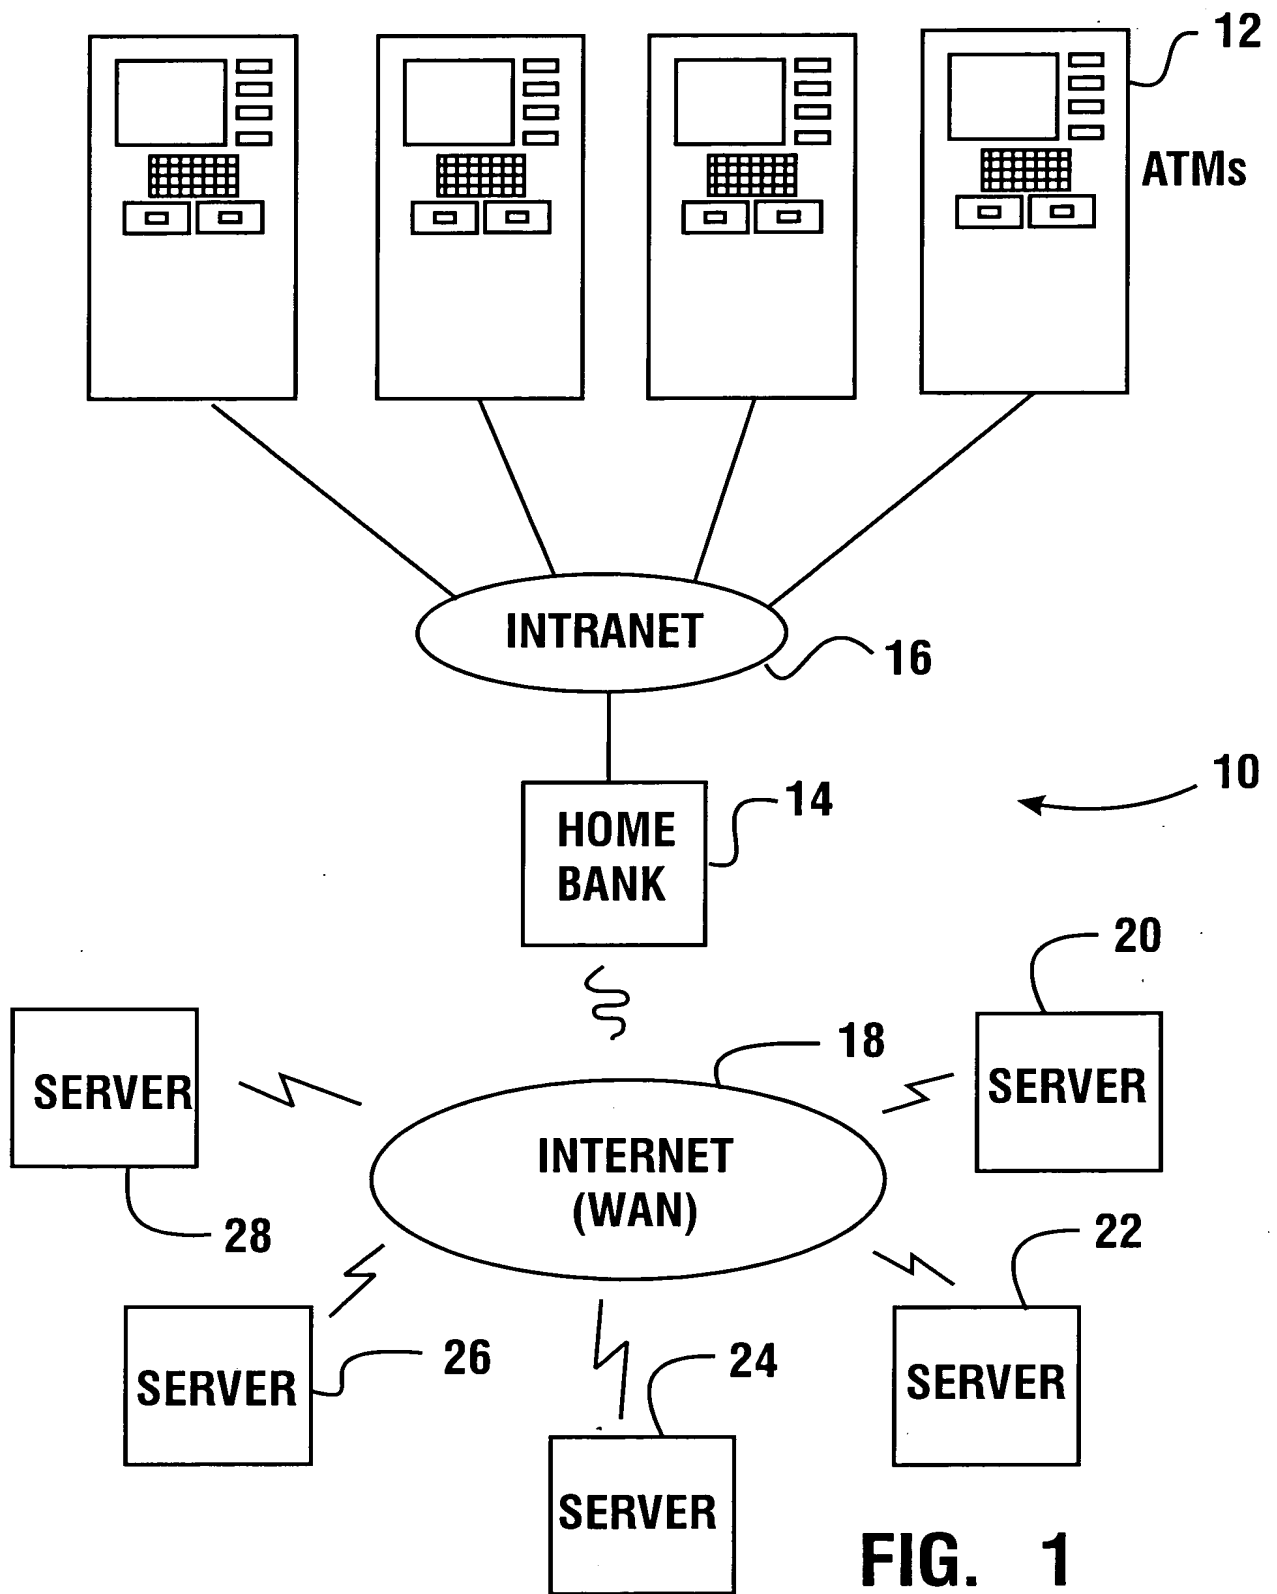 12
ATMs
INTRANET
16
10
14
HOME
BANK
20
18
SERVER
SERVER
INTERNET
(WAN)
28
22
26
24
SERVER
SERVER
SERVER
FIG. 1